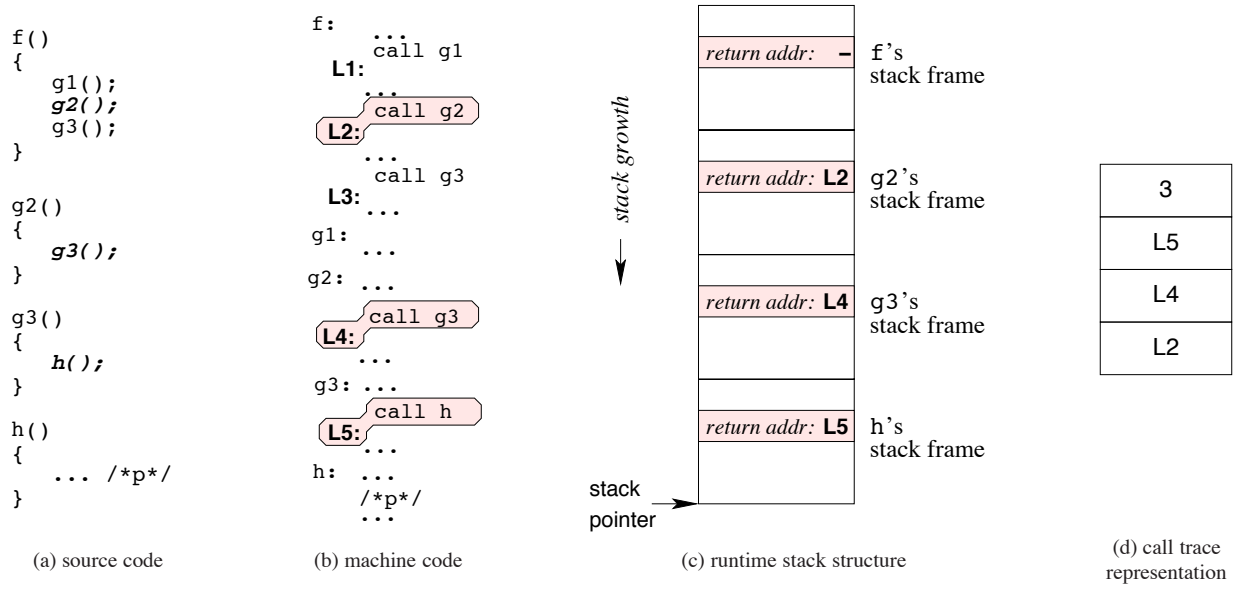 f()
{
g1();
g2();
g3();
}
g2()
{
g3();
}
g3()
{
h();
}
h()
{
... /*p*/
}
(a) source code
f:
...
call g1
L1:
...
call g2
L2:
...
call g3
L3:
...
g1:
...
g2: ...
call g3
L4:
...
g3: ...
call h
L5:
...
h: ...
/*p*/
...
(b) machine code
stack growth
return addr: –
f's
stack frame
return addr: L2
g2's
stack frame
return addr: L4
g3's
stack frame
return addr: L5
h's
stack frame
stack
pointer
(c) runtime stack structure
3
L5
L4
L2
(d) call trace
representation